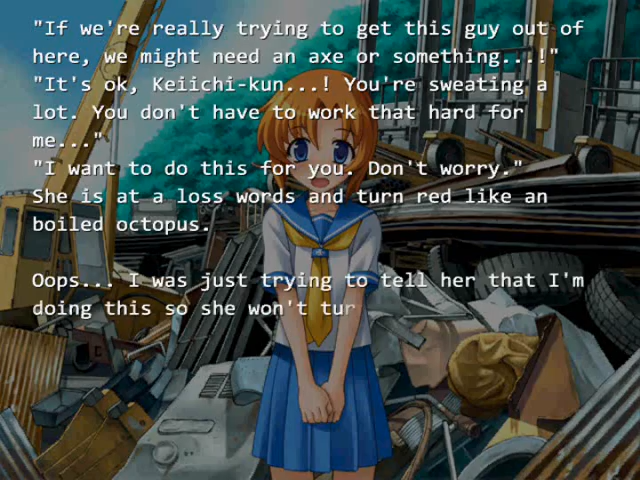 "If we're really trying to get this guy out of
here, we might need an axe or something...!"
"It's ok, Keiichi-kun...! You're sweating a
lot. You don't have to work that hard for
me..."
"I want to do this for you. Don't worry."
She is at a loss words and turn red like an
boiled octopus.
Oops... I was just trying to tell her that I'm
doing this so she won't tur